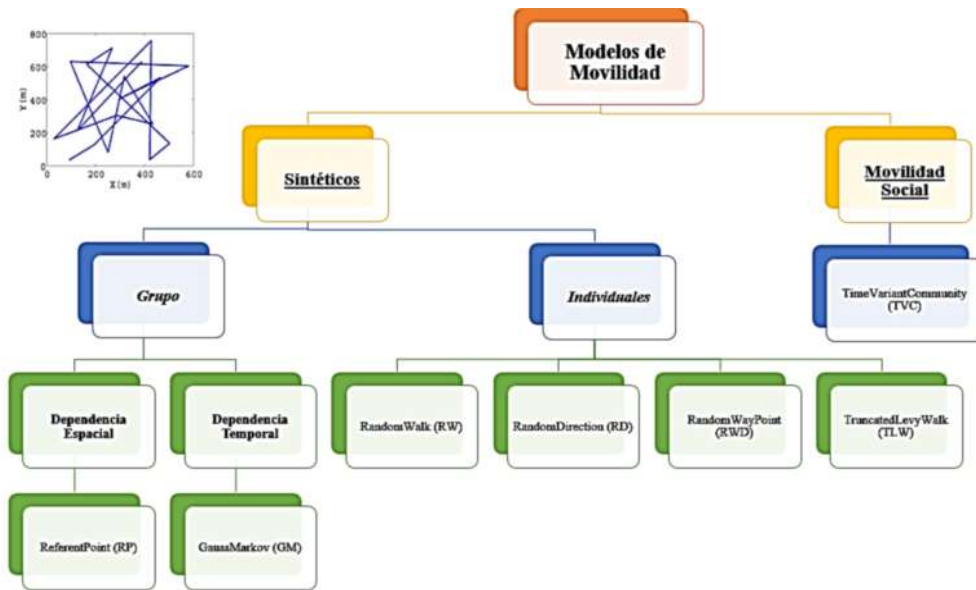 800
600
400
200
0
Y(m)
0
200
400
600
X(m)
Modelos de
Movilidad
Sintéticos
Movilidad
Social
Grupo
Individuales
TimeVariantCommunity
(TVC)
Dependencia
Espacial
Dependencia
Temporal
RandomWalk (RW)
RandomDirection (RD)
RandomWayPoint
(RWD)
TruncatedLevyWalk
(TLW)
ReferentPoint (RP)
GaussMarkov (GM)